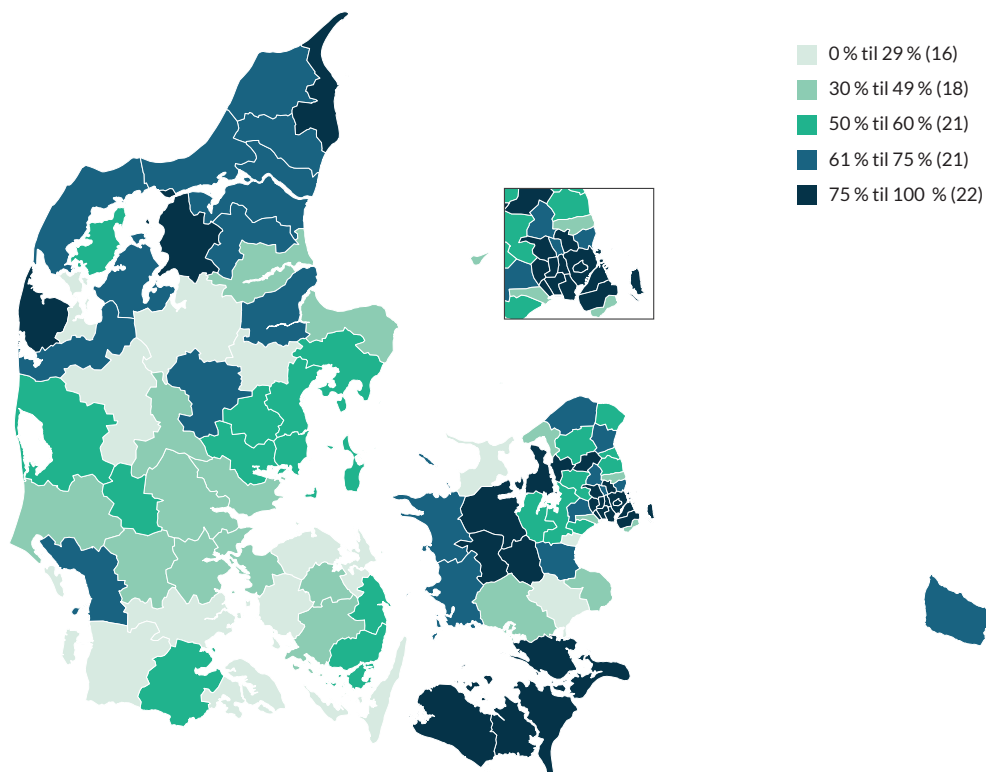 0 % til 29 % (16)
30 % til 49 % (18)
50 % til 60 % (21)
61 % til 75 % (21)
75 % til 100 % (22)